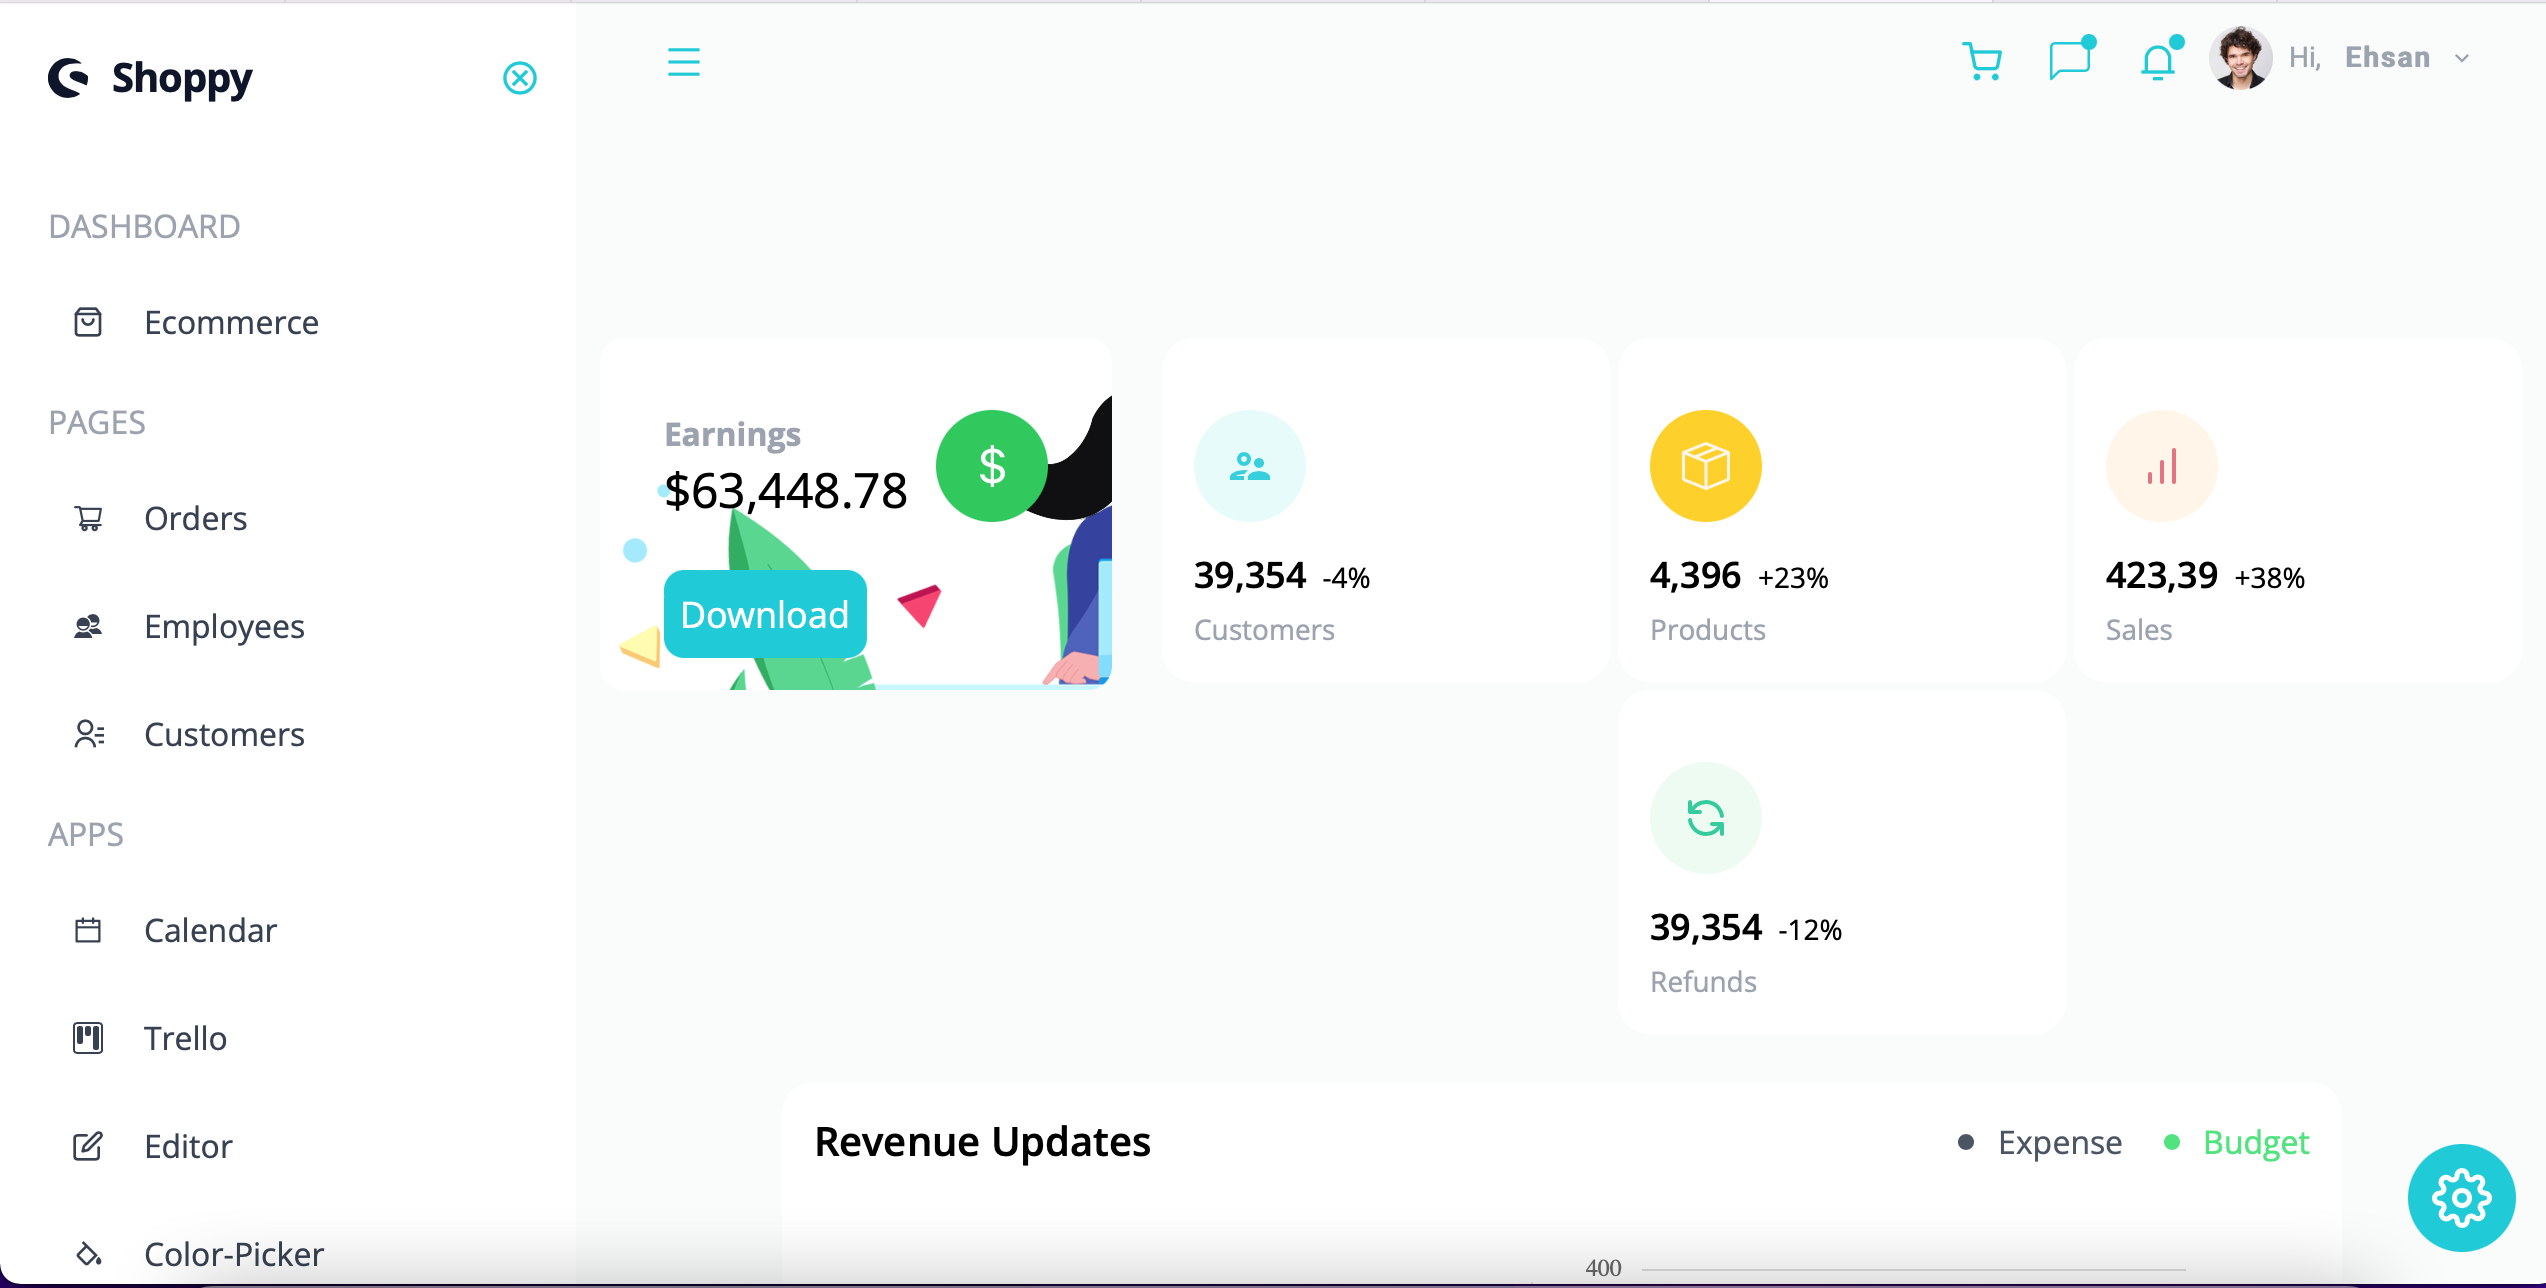 Shoppy
Hi, Ehsan
DASHBOARD
Ecommerce
PAGES
Orders
Employees
Customers
APPS
Calendar
Trello
Editor
Color-Picker
Earnings
$63,448.78
$
Download
39,354 -4%
Customers
4,396 +23%
Products
423,39 +38%
Sales
39,354 -12%
Refunds
Revenue Updates
Expense
Budget
400